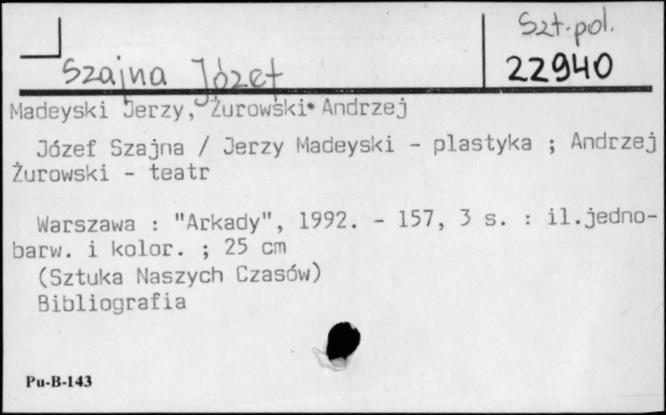 Szt.pol.
Szajna Józef
22940
Madeyski Jerzy, Żurowski Andrzej
Józef Szajna / Jerzy Madeyski - plastyka ; Andrzej
Żurowski - teatr
Warszawa : "Arkady", 1992. - 157, 3 s. : il.jedno-
barw. i kolor. ; 25 cm
(Sztuka Naszych Czasów)
Bibliografia
Pu-B-143